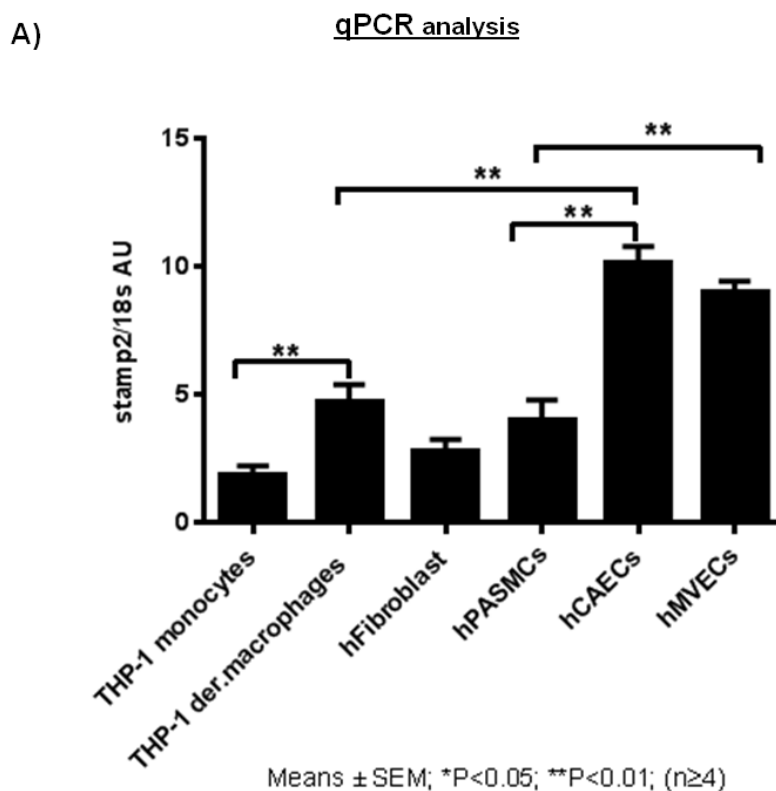 A)
qPCR analysis
stamp2/18s AU
15
10
5
0
**
**
**
**
THP-1 monocytes
THP-1 der.macrophages
hFibroblast
hPASMCs
hCAECs
hMVECs
Means ± SEM; *P<0.05; **P<0.01; (n≥4)